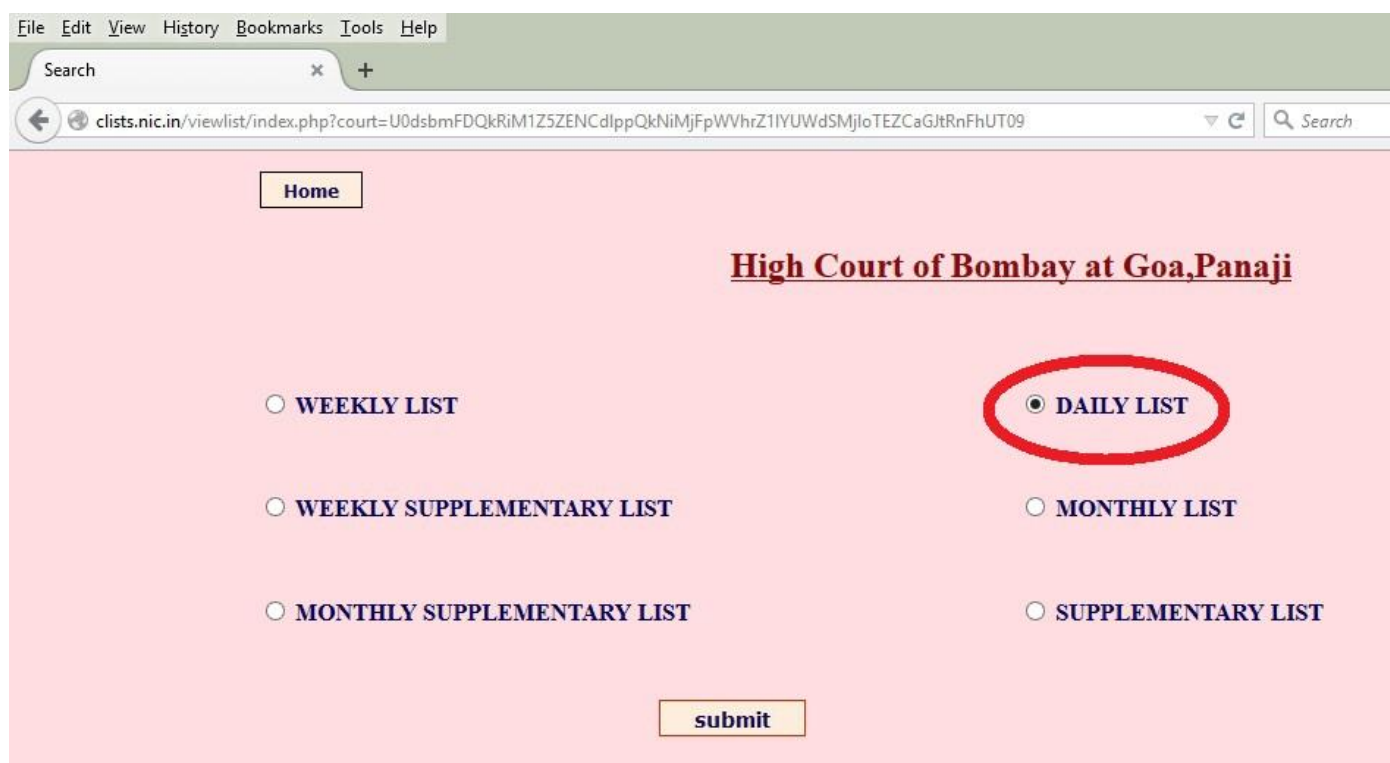 File Edit View History Bookmarks Tools Help
Search × +
clists.nic.in/viewlist/index.php?court=U0dsbmFDQkRiM1Z5ZENCdlppQkNiMjFpWVhrZ1lYUWdSMjloTEZCaGJtRnFhUT09 Search
Home
High Court of Bombay at Goa,Panaji
WEEKLY LIST DAILY LIST
WEEKLY SUPPLEMENTARY LIST MONTHLY LIST
MONTHLY SUPPLEMENTARY LIST SUPPLEMENTARY LIST
submit